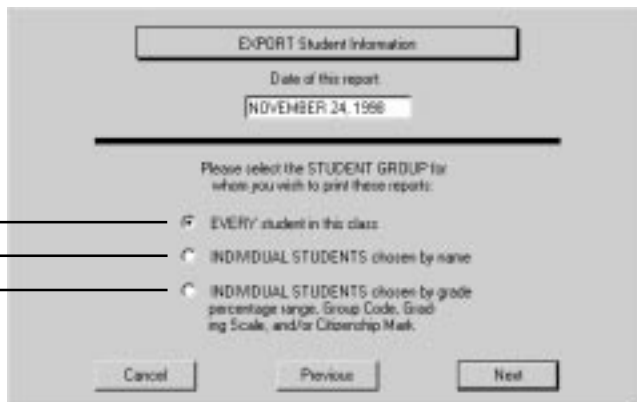 EXPORT Student Information
Date of this report
NOVEMBER 24, 1998
Please select the STUDENT GROUP for
whom you wish to print these reports:
EVERY student in this class
INDIVIDUAL STUDENTS chosen by name
INDIVIDUAL STUDENTS chosen by grade
percentage range, Group Code, Grad-
ing Scale, and/or Citizenship Mark.
Cancel Previous Next